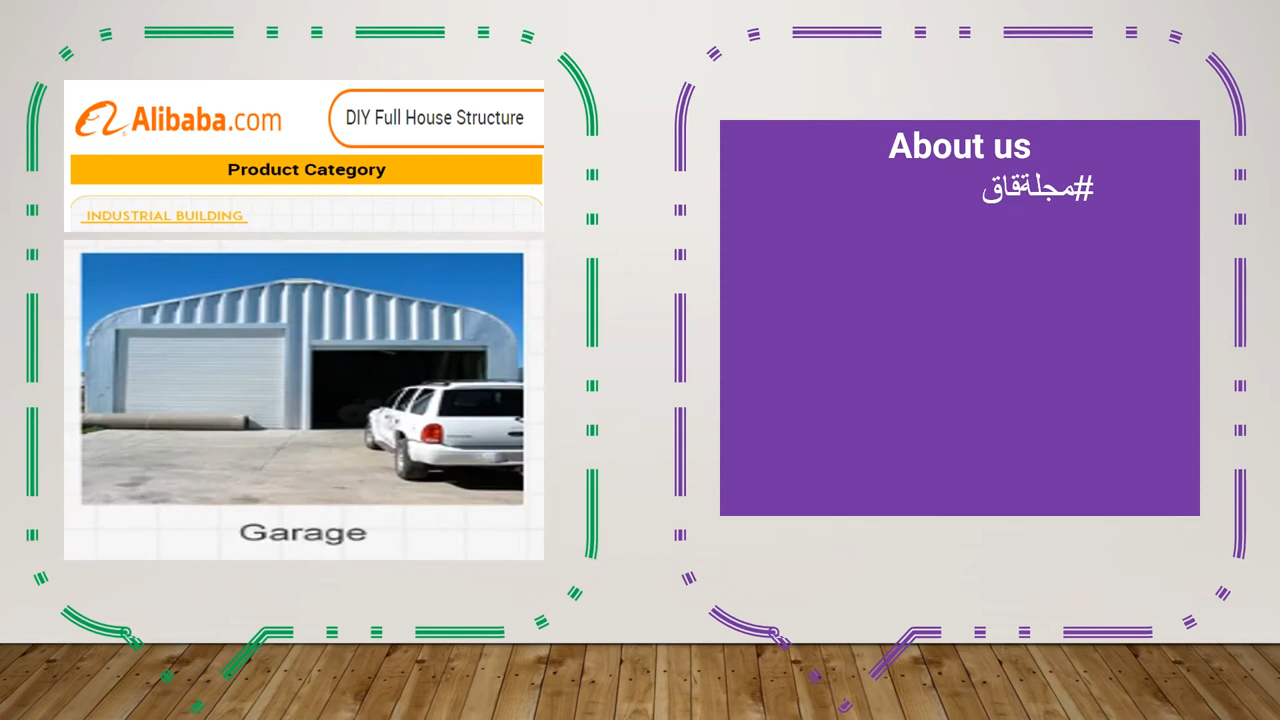 Alibaba.com
DIY Full House Structure
Product Category
INDUSTRIAL BUILDING
Garage
About us
#مجلةقاق